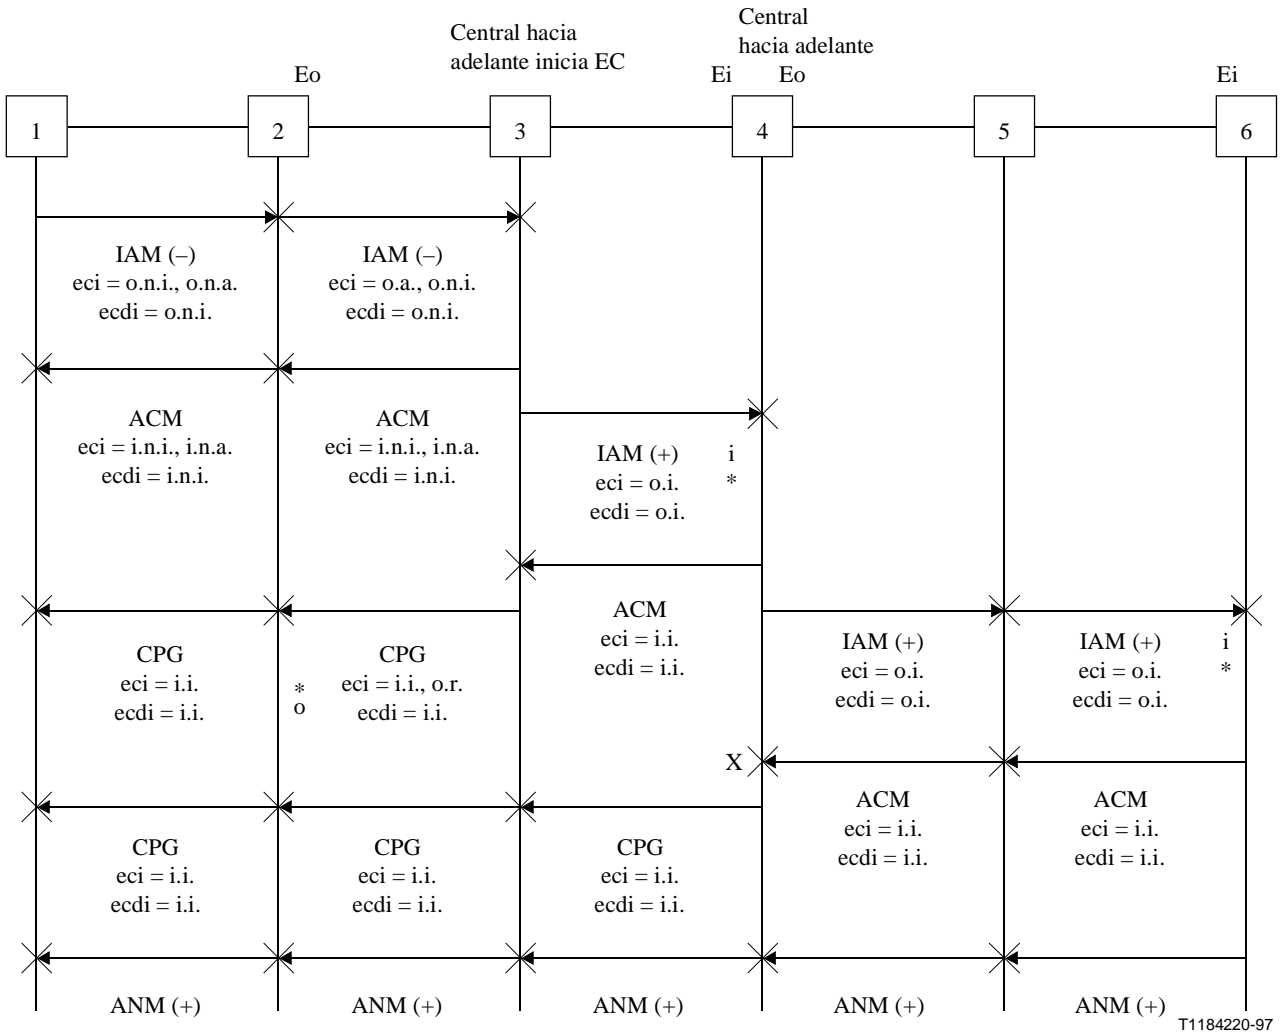 Central hacia
adelante inicia EC
Central
hacia adelante
Eo
Ei
Eo
Ei
1
2
3
4
5
6
IAM (–)
eci = o.n.i., o.n.a.
ecdi = o.n.i.
IAM (–)
eci = o.a., o.n.i.
ecdi = o.n.i.
ACM
eci = i.n.i., i.n.a.
ecdi = i.n.i.
ACM
eci = i.n.i., i.n.a.
ecdi = i.n.i.
IAM (+)
eci = o.i.
ecdi = o.i.
i
*
CPG
eci = i.i.
ecdi = i.i.
*
o
CPG
eci = i.i., o.r.
ecdi = i.i.
ACM
eci = i.i.
ecdi = i.i.
IAM (+)
eci = o.i.
ecdi = o.i.
IAM (+)
eci = o.i.
ecdi = o.i.
i
*
X
ACM
eci = i.i.
ecdi = i.i.
ACM
eci = i.i.
ecdi = i.i.
CPG
eci = i.i.
ecdi = i.i.
CPG
eci = i.i.
ecdi = i.i.
CPG
eci = i.i.
ecdi = i.i.
ANM (+)
ANM (+)
ANM (+)
ANM (+)
ANM (+)
T1184220-97